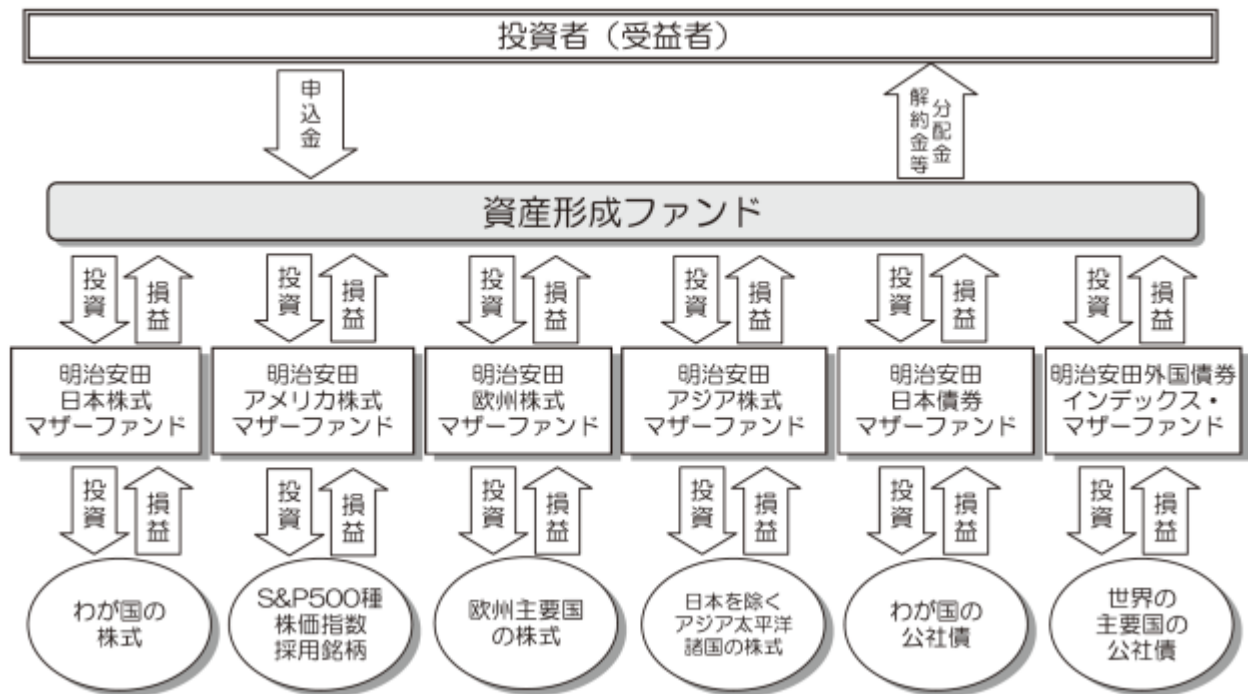 投資者（受益者）
申込金
分配金
解約金等
資産形成ファンド
投資
損益
投資
損益
投資
損益
投資
損益
投資
損益
投資
損益
明治安田
日本株式
マザーファンド
明治安田
アメリカ株式
マザーファンド
明治安田
欧州株式
マザーファンド
明治安田
アジア株式
マザーファンド
明治安田
日本債券
マザーファンド
明治安田外国債券
インデックス・
マザーファンド
投資
損益
投資
損益
投資
損益
投資
損益
投資
損益
投資
損益
わが国の
株式
S&P500種
株価指数
採用銘柄
欧州主要国
の株式
日本を除く
アジア太平洋
諸国の株式
わが国の
公社債
世界の
主要国の
公社債